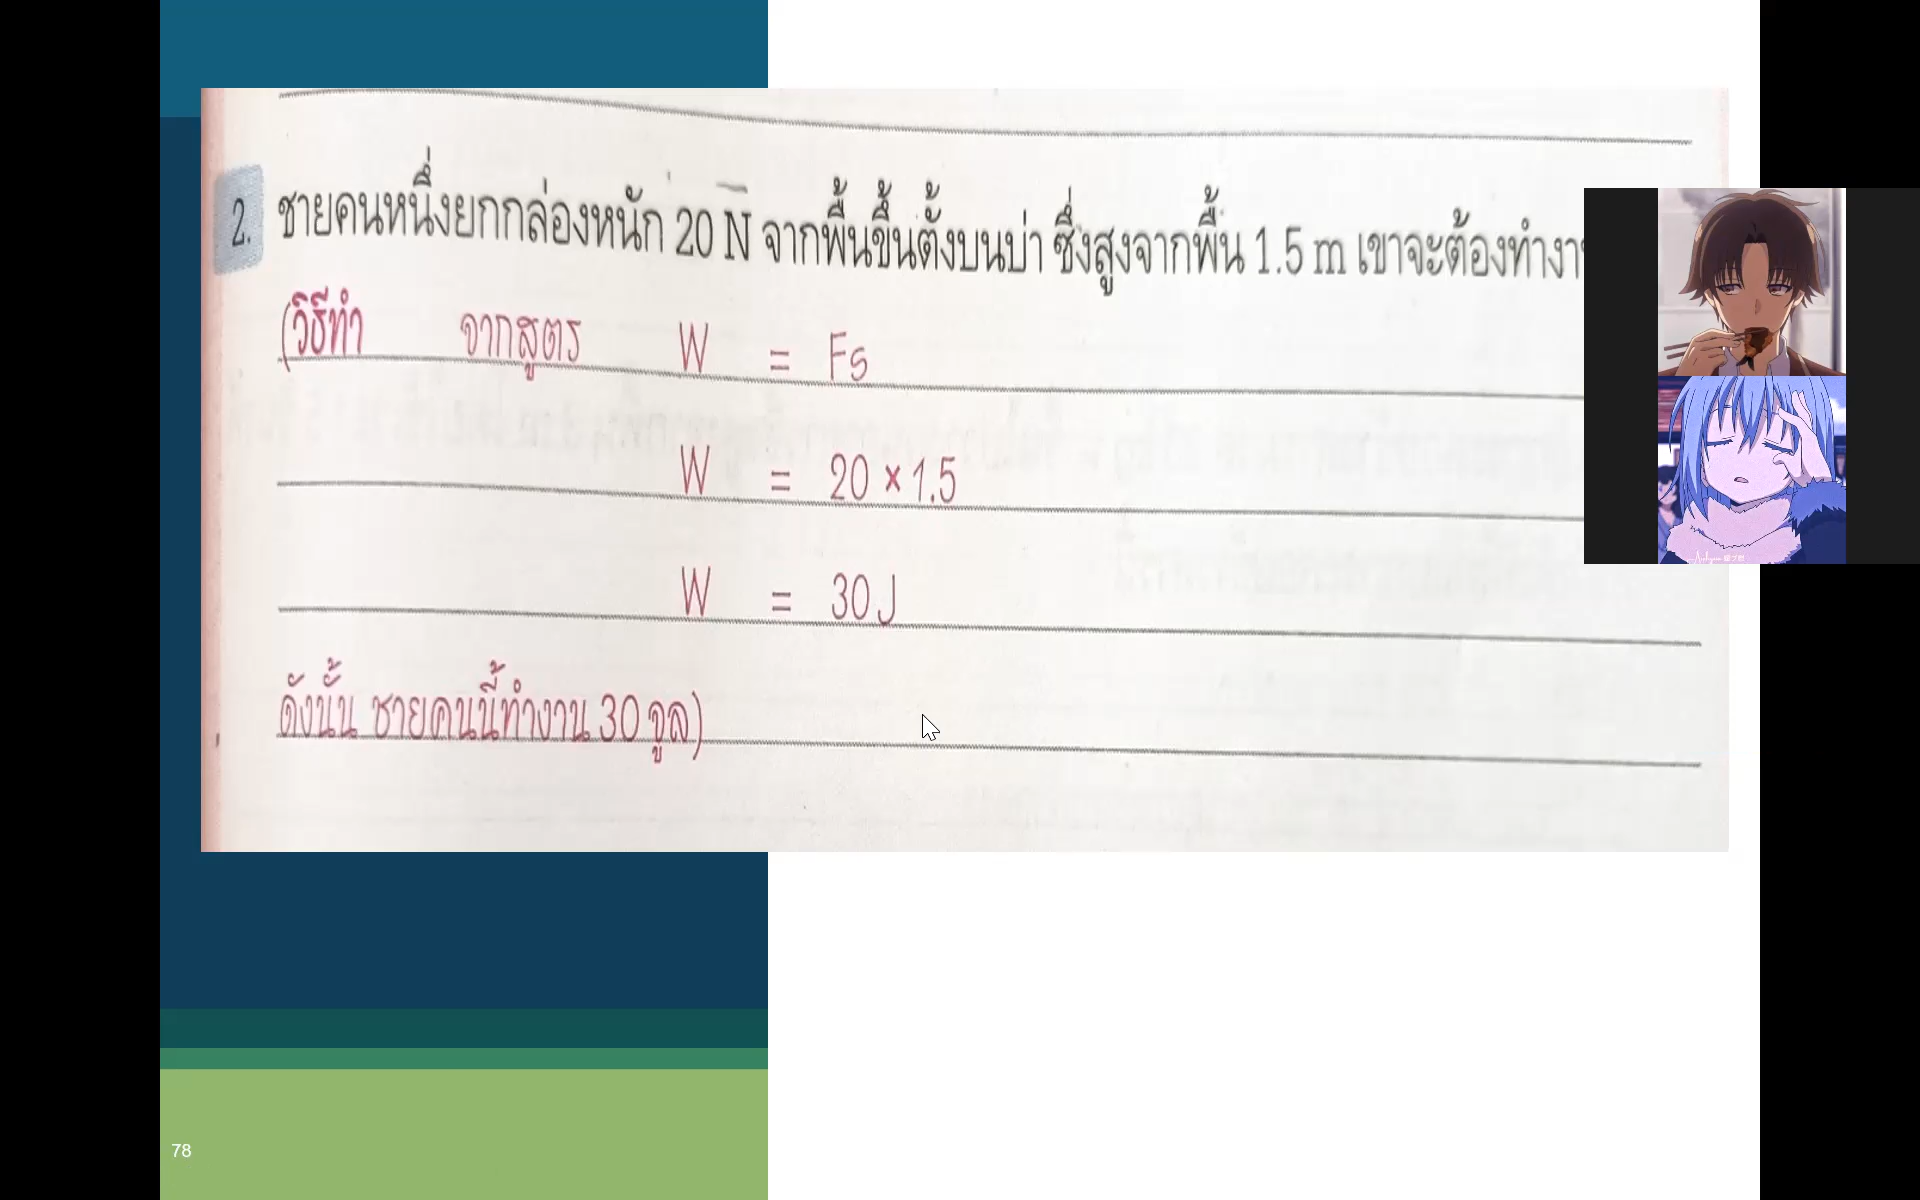 2. ชายคนหนึ่งยกกล่องหนัก 20 N จากพื้นขึ้นตั้งบนบ่า ซึ่งสูงจากพื้น 1.5 m เขาจะต้องทำงา
(วิธีทำ จากสูตร W = Fs
W = 20 × 1.5
W = 30 J
ดังนั้น ชายคนนี้ทำงาน 30 จูล)
78